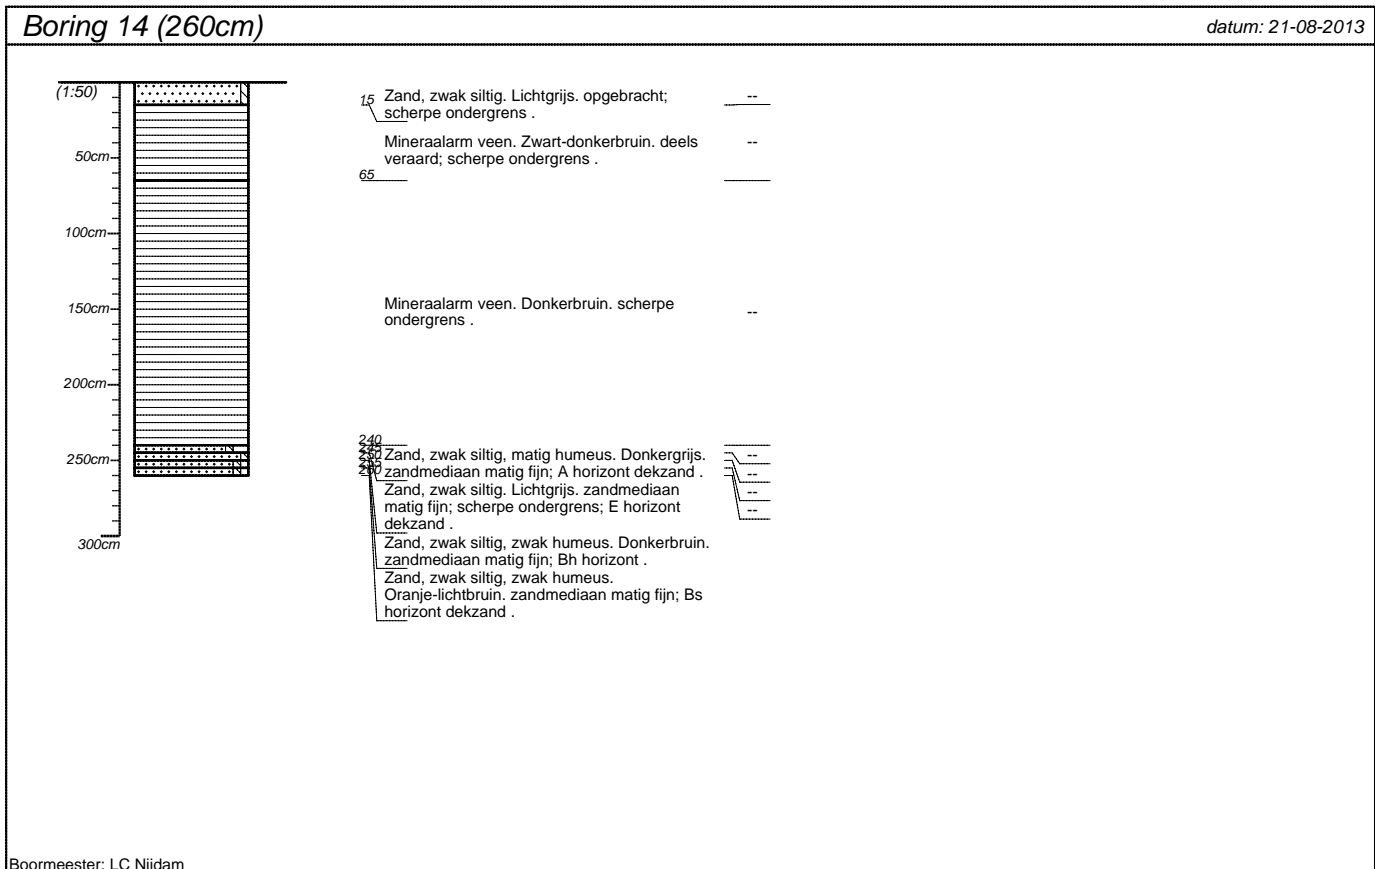 Boring 14 (260cm)
datum: 21-08-2013
(1:50)
50cm
100cm
150cm
200cm
250cm
300cm
15
Zand, zwak siltig. Lichtgrijs. opgebracht;
scherpe ondergrens .
--
Mineraalarm veen. Zwart-donkerbruin. deels
veraard; scherpe ondergrens .
--
65
Mineraalarm veen. Donkerbruin. scherpe
ondergrens .
--
240
245
250
255
260
Zand, zwak siltig, matig humeus. Donkergrijs.
zandmediaan matig fijn; A horizont dekzand .
--
Zand, zwak siltig. Lichtgrijs. zandmediaan
matig fijn; scherpe ondergrens; E horizont
dekzand .
--
Zand, zwak siltig, zwak humeus. Donkerbruin.
zandmediaan matig fijn; Bh horizont .
--
Zand, zwak siltig, zwak humeus.
Oranje-lichtbruin. zandmediaan matig fijn; Bs
horizont dekzand .
--
Boormeester: LC Nijdam